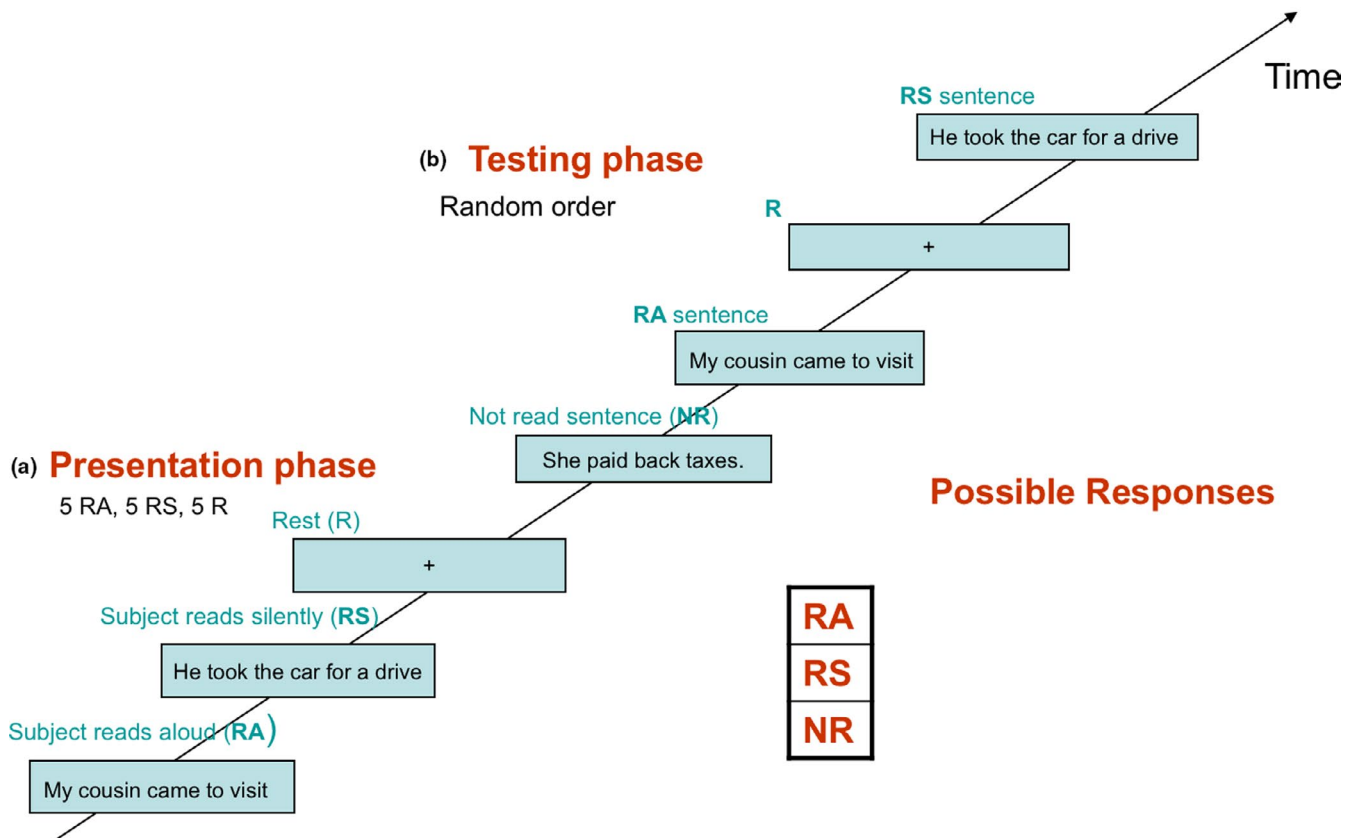 Time
RS sentence
He took the car for a drive
(b) Testing phase
Random order
R
+
RA sentence
My cousin came to visit
Not read sentence (NR)
She paid back taxes.
(a) Presentation phase
5 RA, 5 RS, 5 R
Rest (R)
+
Subject reads silently (RS)
He took the car for a drive
Subject reads aloud (RA)
My cousin came to visit
Possible Responses
RA
RS
NR